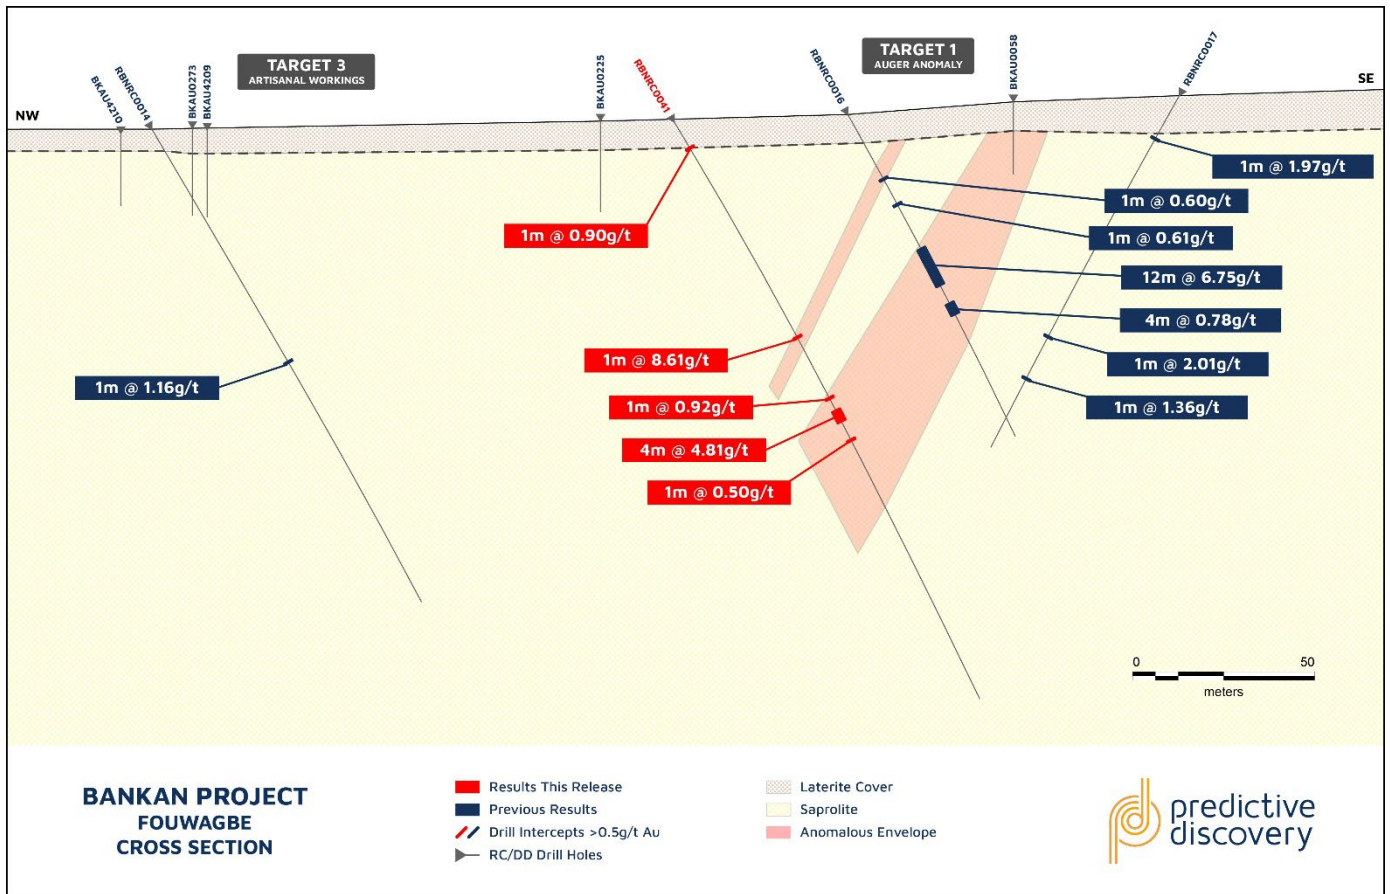 NW
BKAU4210
RBNRC0014
BKAU0273
BKAU4209
TARGET 3
ARTISANAL WORKINGS
BKAU0225
RBNRC0041
RBNRC0016
TARGET 1
AUGER ANOMALY
BKAU0058
RBNRC0017
SE
1m @ 1.97g/t
1m @ 0.60g/t
1m @ 0.90g/t
1m @ 0.61g/t
12m @ 6.75g/t
4m @ 0.78g/t
1m @ 8.61g/t
1m @ 2.01g/t
1m @ 1.16g/t
1m @ 0.92g/t
1m @ 1.36g/t
4m @ 4.81g/t
1m @ 0.50g/t
0 50
meters
BANKAN PROJECT
FOUWAGBE
CROSS SECTION
Results This Release
Previous Results
Drill Intercepts >0.5g/t Au
RC/DD Drill Holes
Laterite Cover
Saprolite
Anomalous Envelope
predictive
discovery